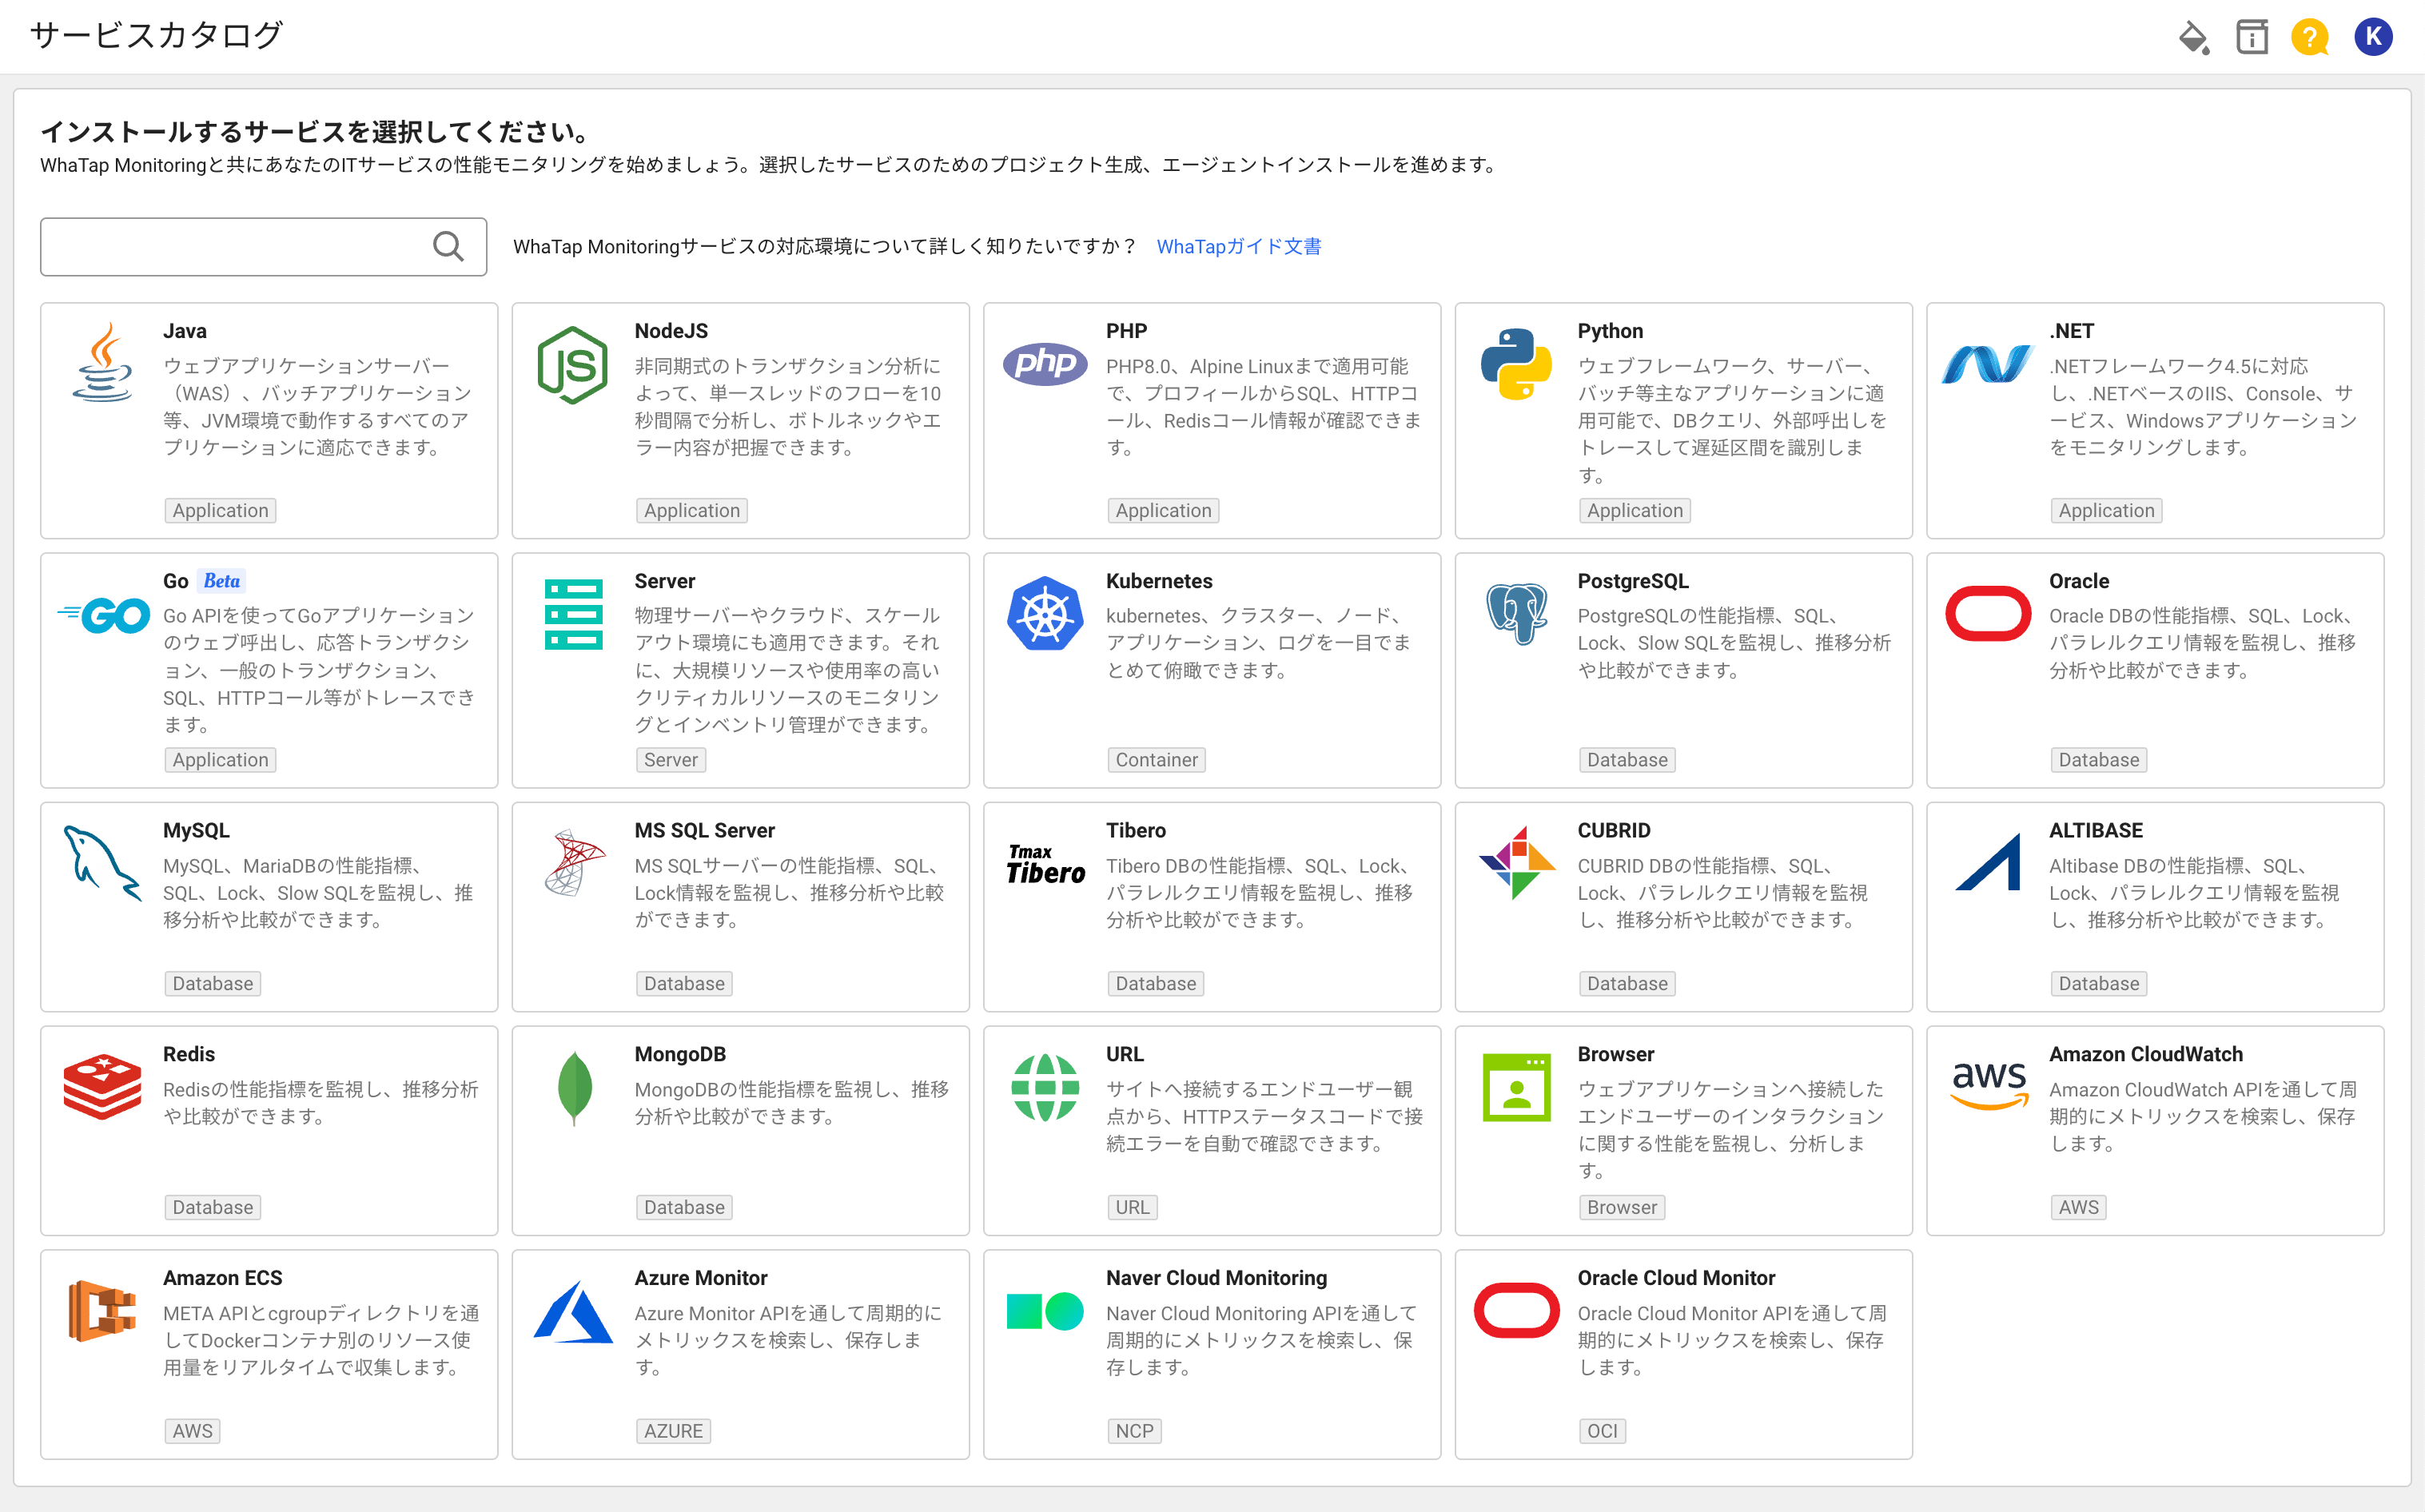 サービスカタログ
?
K
インストールするサービスを選択してください。
WhaTap Monitoringと共にあなたのITサービスの性能モニタリングを始めましょう。選択したサービスのためのプロジェクト生成、エージェントインストールを進めます。
WhaTap Monitoringサービスの対応環境について詳しく知りたいですか？ WhaTapガイド文書
Java
ウェブアプリケーションサーバー
（WAS）、バッチアプリケーション
等、JVM環境で動作するすべてのア
プリケーションに適応できます。
Application
JS
NodeJS
非同期式のトランザクション分析に
よって、単一スレッドのフローを10
秒間隔で分析し、ボトルネックやエ
ラー内容が把握できます。
Application
php
PHP
PHP8.0、Alpine Linuxまで適用可能
で、プロフィールからSQL、HTTPコ
ール、Redisコール情報が確認できま
す。
Application
Python
ウェブフレームワーク、サーバー、
バッチ等主なアプリケーションに適
用可能で、DBクエリ、外部呼出しを
トレースして遅延区間を識別しま
す。
Application
.NET
.NETフレームワーク4.5に対応
し、.NETベースのIIS、Console、サ
ービス、Windowsアプリケーション
をモニタリングします。
Application
GO
Go Beta
Go APIを使ってGoアプリケーション
のウェブ呼出し、応答トランザクシ
ョン、一般のトランザクション、
SQL、HTTPコール等がトレースでき
ます。
Application
Server
物理サーバーやクラウド、スケール
アウト環境にも適用できます。それ
に、大規模リソースや使用率の高い
クリティカルリソースのモニタリン
グとインベントリ管理ができます。
Server
Kubernetes
kubernetes、クラスター、ノード、
アプリケーション、ログを一目でま
とめて俯瞰できます。
Container
PostgreSQL
PostgreSQLの性能指標、SQL、
Lock、Slow SQLを監視し、推移分析
や比較ができます。
Database
Oracle
Oracle DBの性能指標、SQL、Lock、
パラレルクエリ情報を監視し、推移
分析や比較ができます。
Database
MySQL
MySQL、MariaDBの性能指標、
SQL、Lock、Slow SQLを監視し、推
移分析や比較ができます。
Database
MS SQL Server
MS SQLサーバーの性能指標、SQL、
Lock情報を監視し、推移分析や比較
ができます。
Database
Tmax
Tibero
Tibero
Tibero DBの性能指標、SQL、Lock、
パラレルクエリ情報を監視し、推移
分析や比較ができます。
Database
CUBRID
CUBRID DBの性能指標、SQL、
Lock、パラレルクエリ情報を監視
し、推移分析や比較ができます。
Database
ALTIBASE
Altibase DBの性能指標、SQL、
Lock、パラレルクエリ情報を監視
し、推移分析や比較ができます。
Database
Redis
Redisの性能指標を監視し、推移分析
や比較ができます。
Database
MongoDB
MongoDBの性能指標を監視し、推移
分析や比較ができます。
Database
URL
サイトへ接続するエンドユーザー観
点から、HTTPステータスコードで接
続エラーを自動で確認できます。
URL
Browser
ウェブアプリケーションへ接続した
エンドユーザーのインタラクション
に関する性能を監視し、分析しま
す。
Browser
aws
Amazon CloudWatch
Amazon CloudWatch APIを通して周
期的にメトリックスを検索し、保存
します。
AWS
Amazon ECS
META APIとcgroupディレクトリを通
してDockerコンテナ別のリソース使
用量をリアルタイムで収集します。
AWS
Azure Monitor
Azure Monitor APIを通して周期的に
メトリックスを検索し、保存しま
す。
AZURE
Naver Cloud Monitoring
Naver Cloud Monitoring APIを通して
周期的にメトリックスを検索し、保
存します。
NCP
Oracle Cloud Monitor
Oracle Cloud Monitor APIを通して周
期的にメトリックスを検索し、保存
します。
OCI